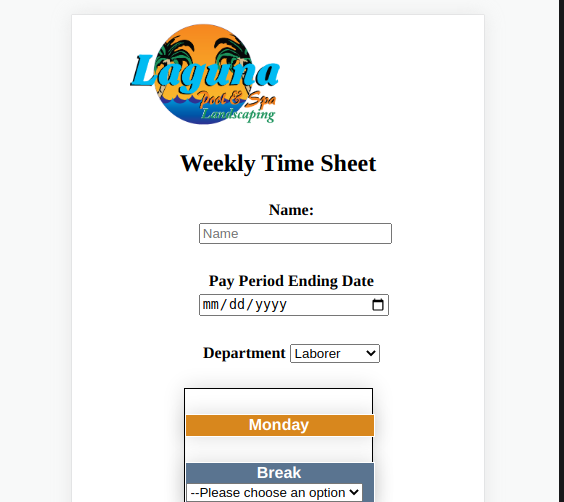 Laguna
Pool & Spa
Landscaping
Weekly Time Sheet
Name:
Name
Pay Period Ending Date
mm/dd/yyyy
Department Laborer
Monday
Break
--Please choose an option